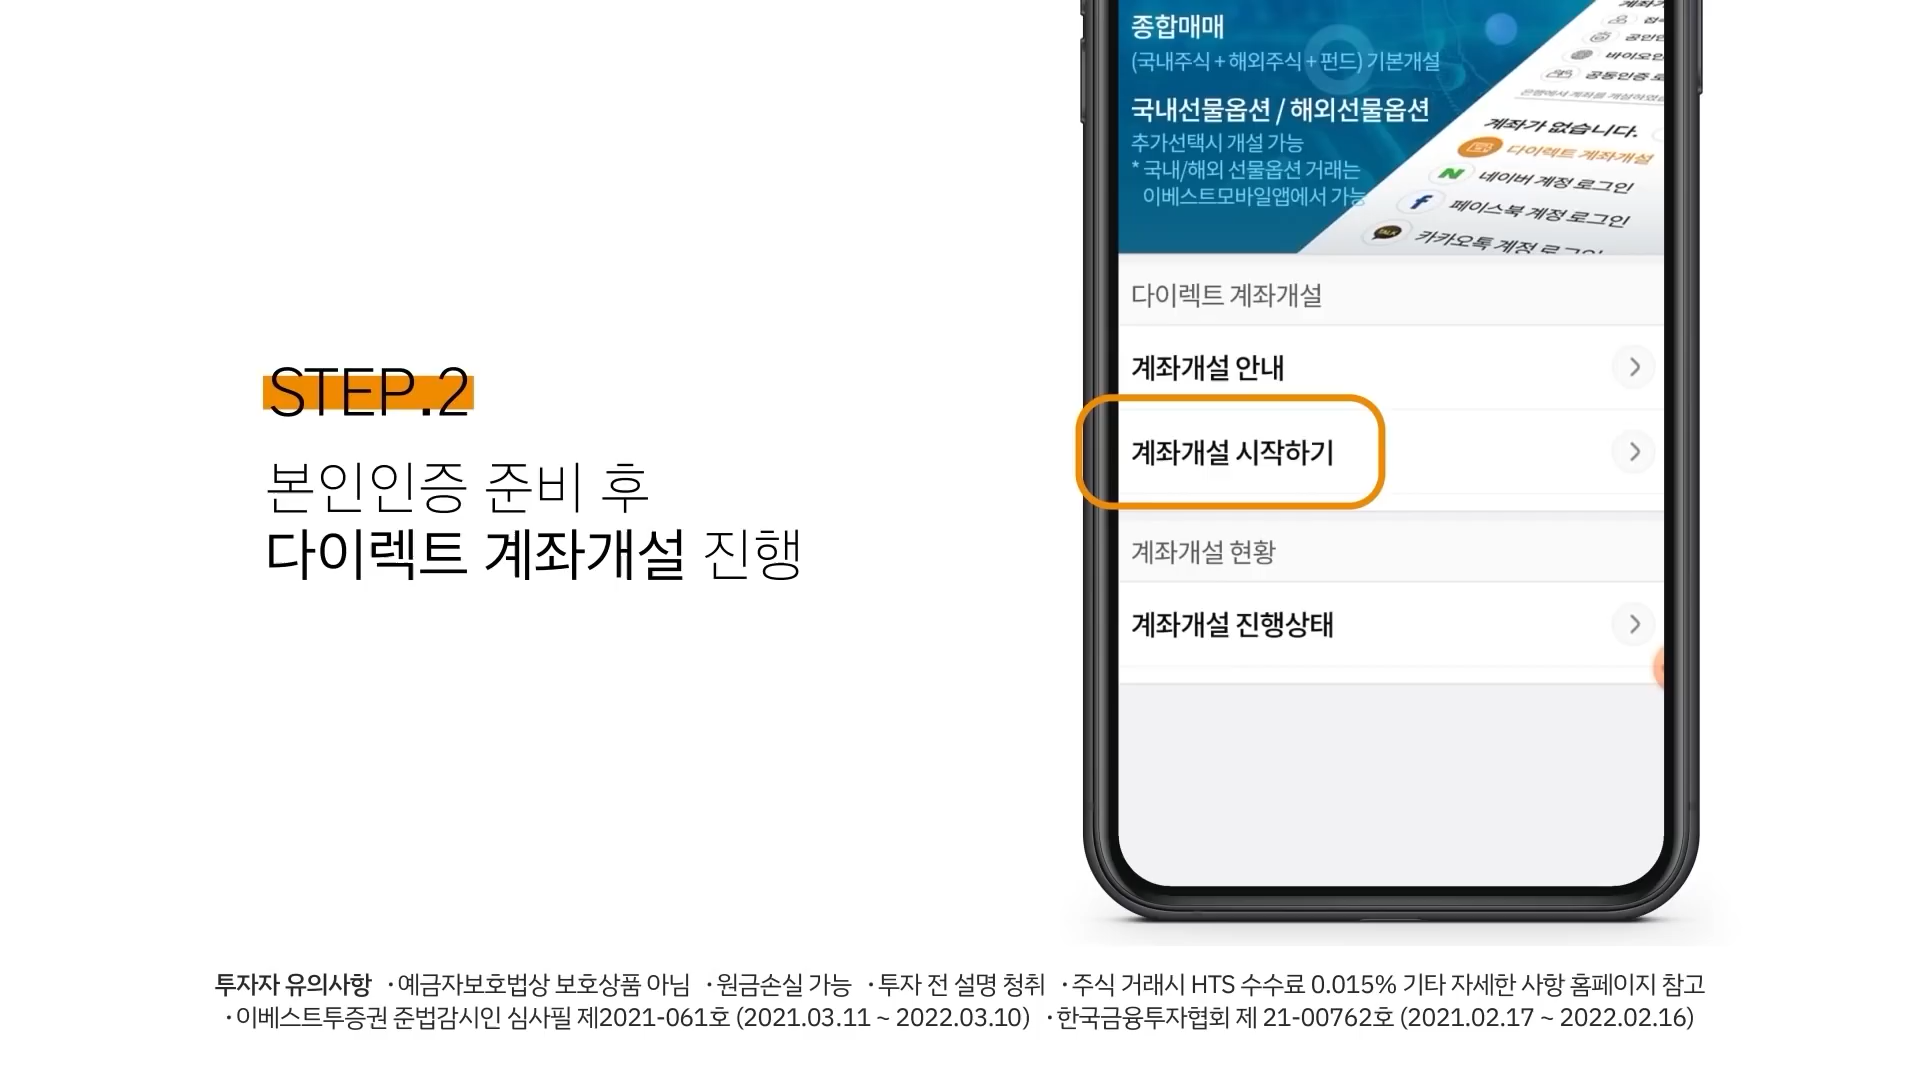 STEP.2
본인인증 준비 후
다이렉트 계좌개설 진행
종합매매
(국내주식 + 해외주식 + 펀드) 기본개설
국내선물옵션 / 해외선물옵션
추가선택시 개설 가능
* 국내/해외 선물옵션 거래는
이베스트모바일앱에서 가능
계좌가 없습니다.
다이렉트 계좌개설
네이버 계정 로그인
페이스북 계정 로그인
TALK 카카오톡 계정 로그인
다이렉트 계좌개설
계좌개설 안내
계좌개설 시작하기
계좌개설 현황
계좌개설 진행상태
투자자 유의사항 ·예금자보호법상 보호상품 아님 ·원금손실 가능 ·투자 전 설명 청취 ·주식 거래시 HTS 수수료 0.015% 기타 자세한 사항 홈페이지 참고
·이베스트투증권 준법감시인 심사필 제2021-061호 (2021.03.11 ~ 2022.03.10) ·한국금융투자협회 제 21-00762호 (2021.02.17 ~ 2022.02.16)